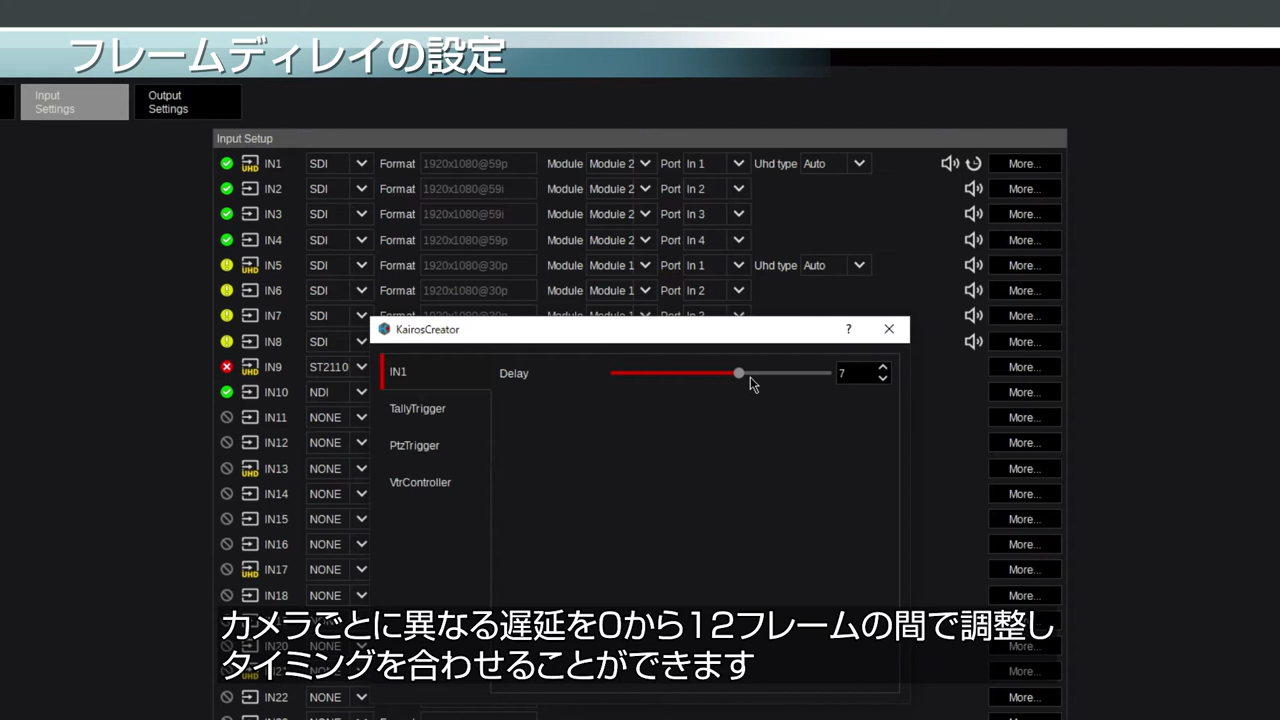 フレームディレイの設定
Input Settings
Output Settings
Input Setup
IN1 SDI Format 1920x1080@59p Module Module 2 Port In 1 Uhd type Auto More...
IN2 SDI Format 1920x1080@59i Module Module 2 Port In 2 More...
IN3 SDI Format 1920x1080@59i Module Module 2 Port In 3 More...
IN4 SDI Format 1920x1080@59p Module Module 2 Port In 4 More...
IN5 SDI Format 1920x1080@30p Module Module 1 Port In 1 Uhd type Auto More...
IN6 SDI Format 1920x1080@30p Module Module 1 Port In 2 More...
IN7 SDI More...
IN8 SDI More...
IN9 ST2110 More...
IN10 NDI More...
IN11 NONE More...
IN12 NONE More...
IN13 NONE More...
IN14 NONE More...
IN15 NONE More...
IN16 NONE More...
IN17 NONE More...
IN18 NONE More...
IN22 NONE More...
KairosCreator ?
IN1 Delay 7
TallyTrigger
PtzTrigger
VtrController
UHD
UHD
UHD
UHD
UHD
カメラごとに異なる遅延を0から12フレームの間で調整し
タイミングを合わせることができます